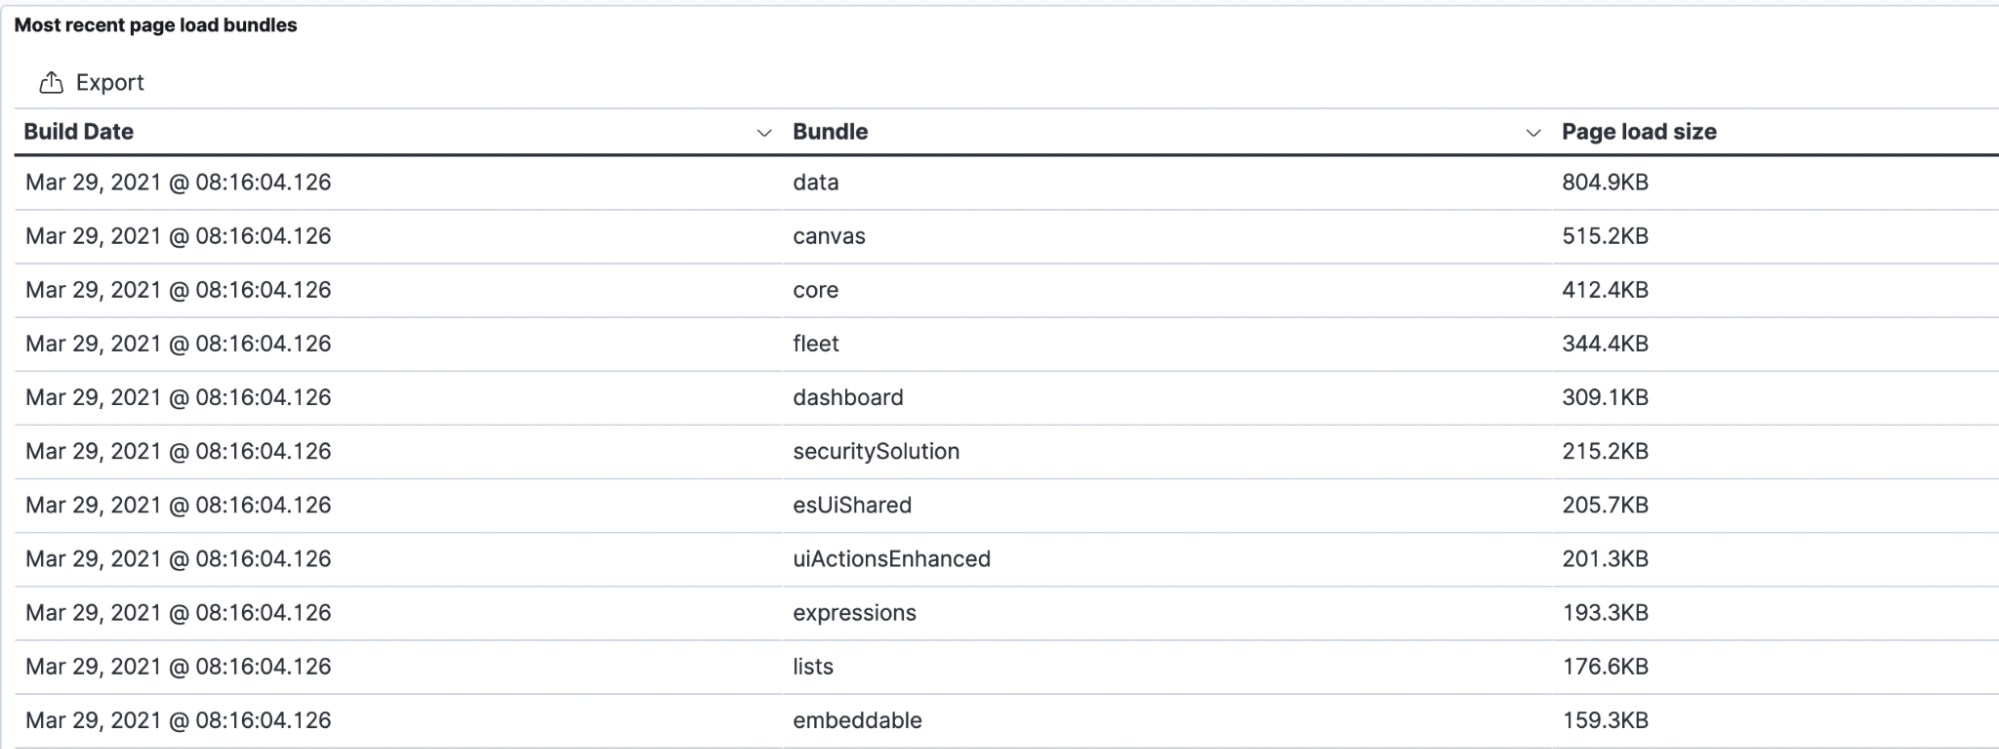 Most recent page load bundles
Export
Build Date Bundle Page load size
Mar 29, 2021 @ 08:16:04.126 data 804.9KB
Mar 29, 2021 @ 08:16:04.126 canvas 515.2KB
Mar 29, 2021 @ 08:16:04.126 core 412.4KB
Mar 29, 2021 @ 08:16:04.126 fleet 344.4KB
Mar 29, 2021 @ 08:16:04.126 dashboard 309.1KB
Mar 29, 2021 @ 08:16:04.126 securitySolution 215.2KB
Mar 29, 2021 @ 08:16:04.126 esUiShared 205.7KB
Mar 29, 2021 @ 08:16:04.126 uiActionsEnhanced 201.3KB
Mar 29, 2021 @ 08:16:04.126 expressions 193.3KB
Mar 29, 2021 @ 08:16:04.126 lists 176.6KB
Mar 29, 2021 @ 08:16:04.126 embeddable 159.3KB